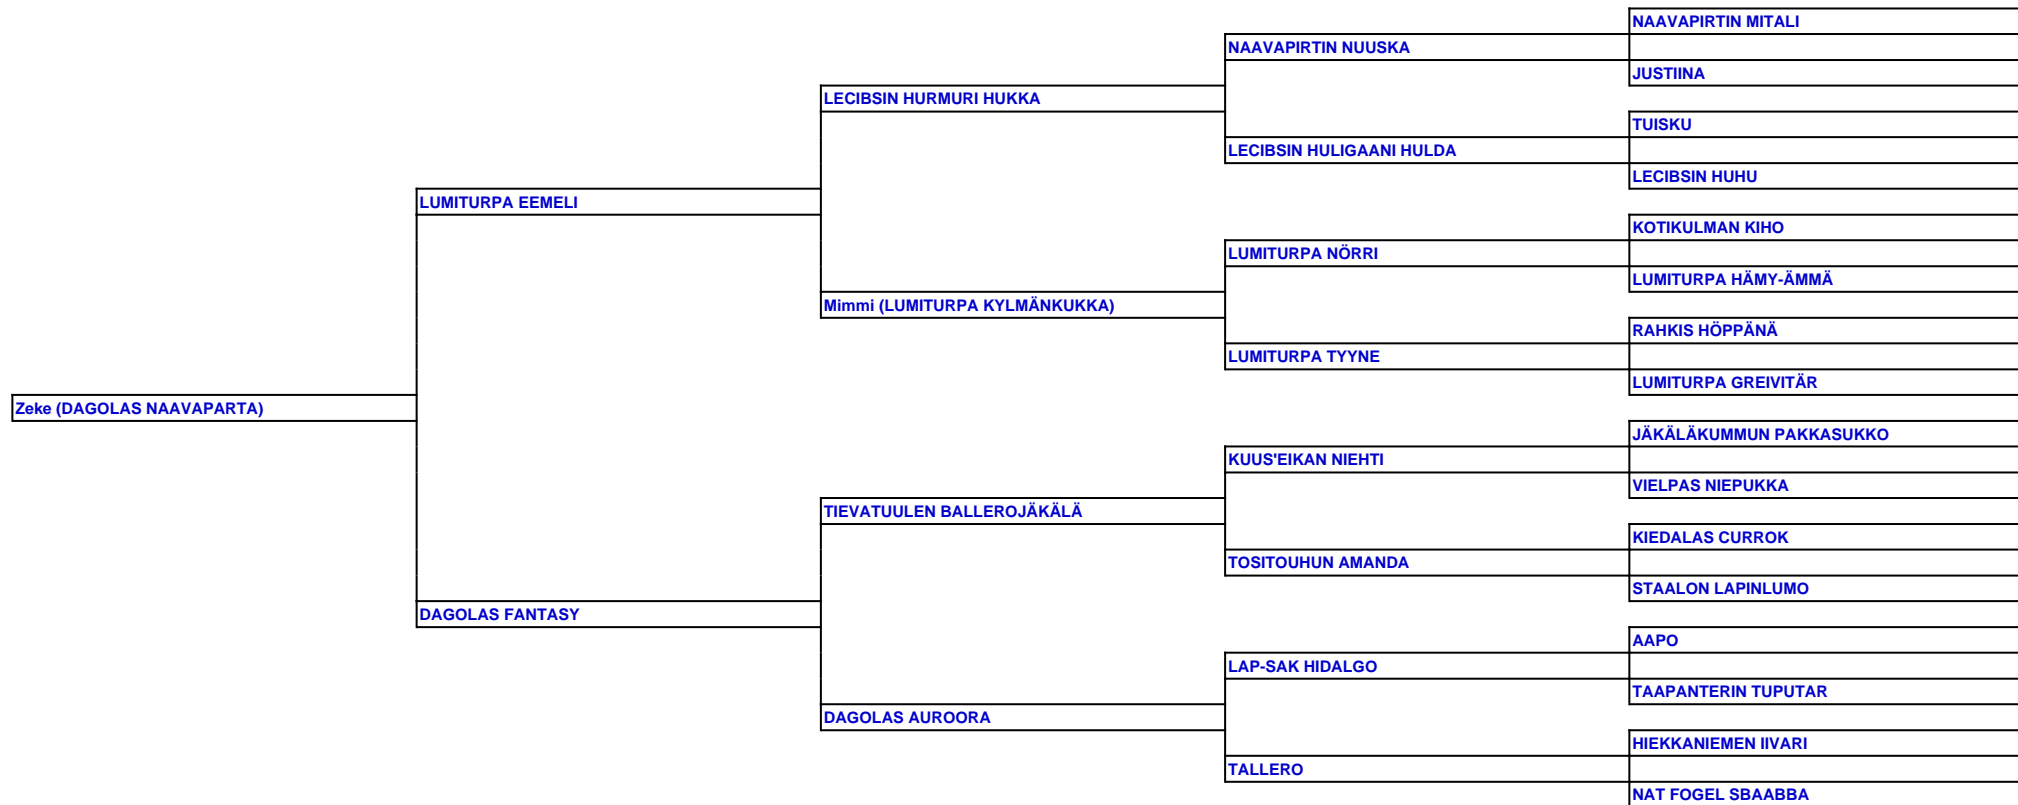 NAAVAPIRTIN MITALI
NAAVAPIRTIN NUUSKA
JUSTIINA
LECIBSIN HURMURI HUKKA
TUISKU
LECIBSIN HULIGAANI HULDA
LECIBSIN HUHU
LUMITURPA EEMELI
KOTIKULMAN KIHO
LUMITURPA NÖRRI
LUMITURPA HÄMY-ÄMMÄ
Mimmi (LUMITURPA KYLMÄNKUKKA)
RAHKIS HÖPPÄNÄ
LUMITURPA TYYNE
LUMITURPA GREIVITÄR
Zeke (DAGOLAS NAAVAPARTA)
JÄKÄLÄKUMMUN PAKKASUKKO
KUUS'EIKAN NIEHTI
VIELPAS NIEPUKKA
TIEVATUULEN BALLEROJÄKÄLÄ
KIEDALAS CURROK
TOSITOUHUN AMANDA
STAALON LAPINLUMO
DAGOLAS FANTASY
AAPO
LAP-SAK HIDALGO
TAAPANTERIN TUPUTAR
DAGOLAS AUROORA
HIEKKANIEMEN IIVARI
TALLERO
NAT FOGEL SBAABBA